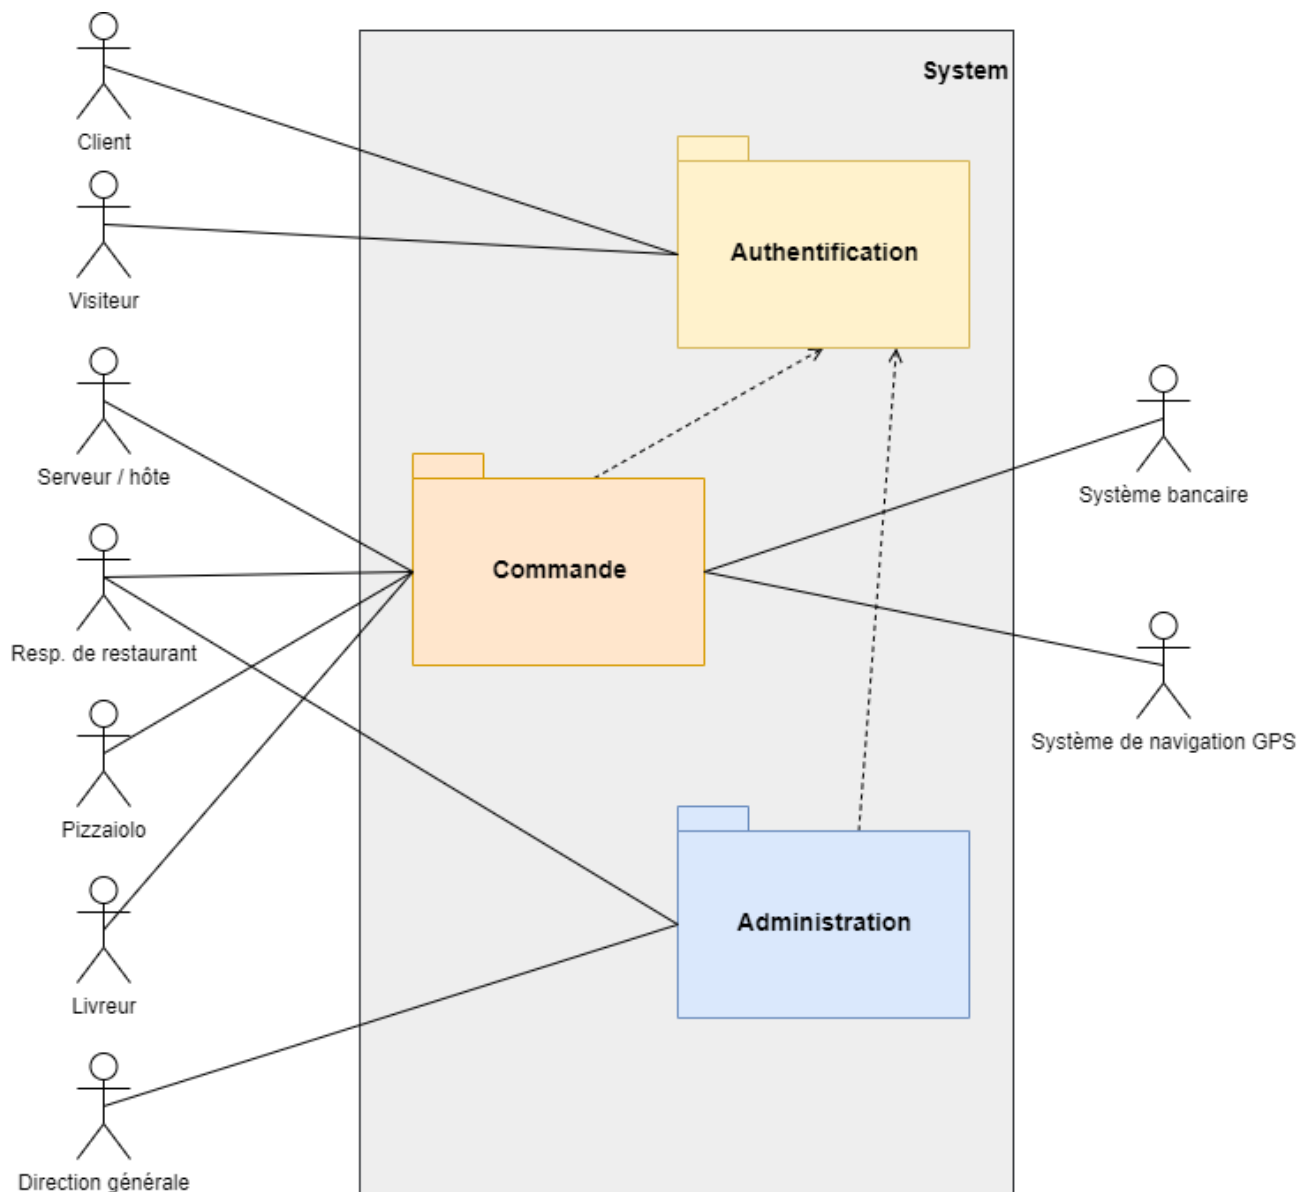 System
Client
Authentification
Visiteur
Serveur / hôte
Système bancaire
Commande
Resp. de restaurant
Système de navigation GPS
Pizzaiolo
Administration
Livreur
Direction générale